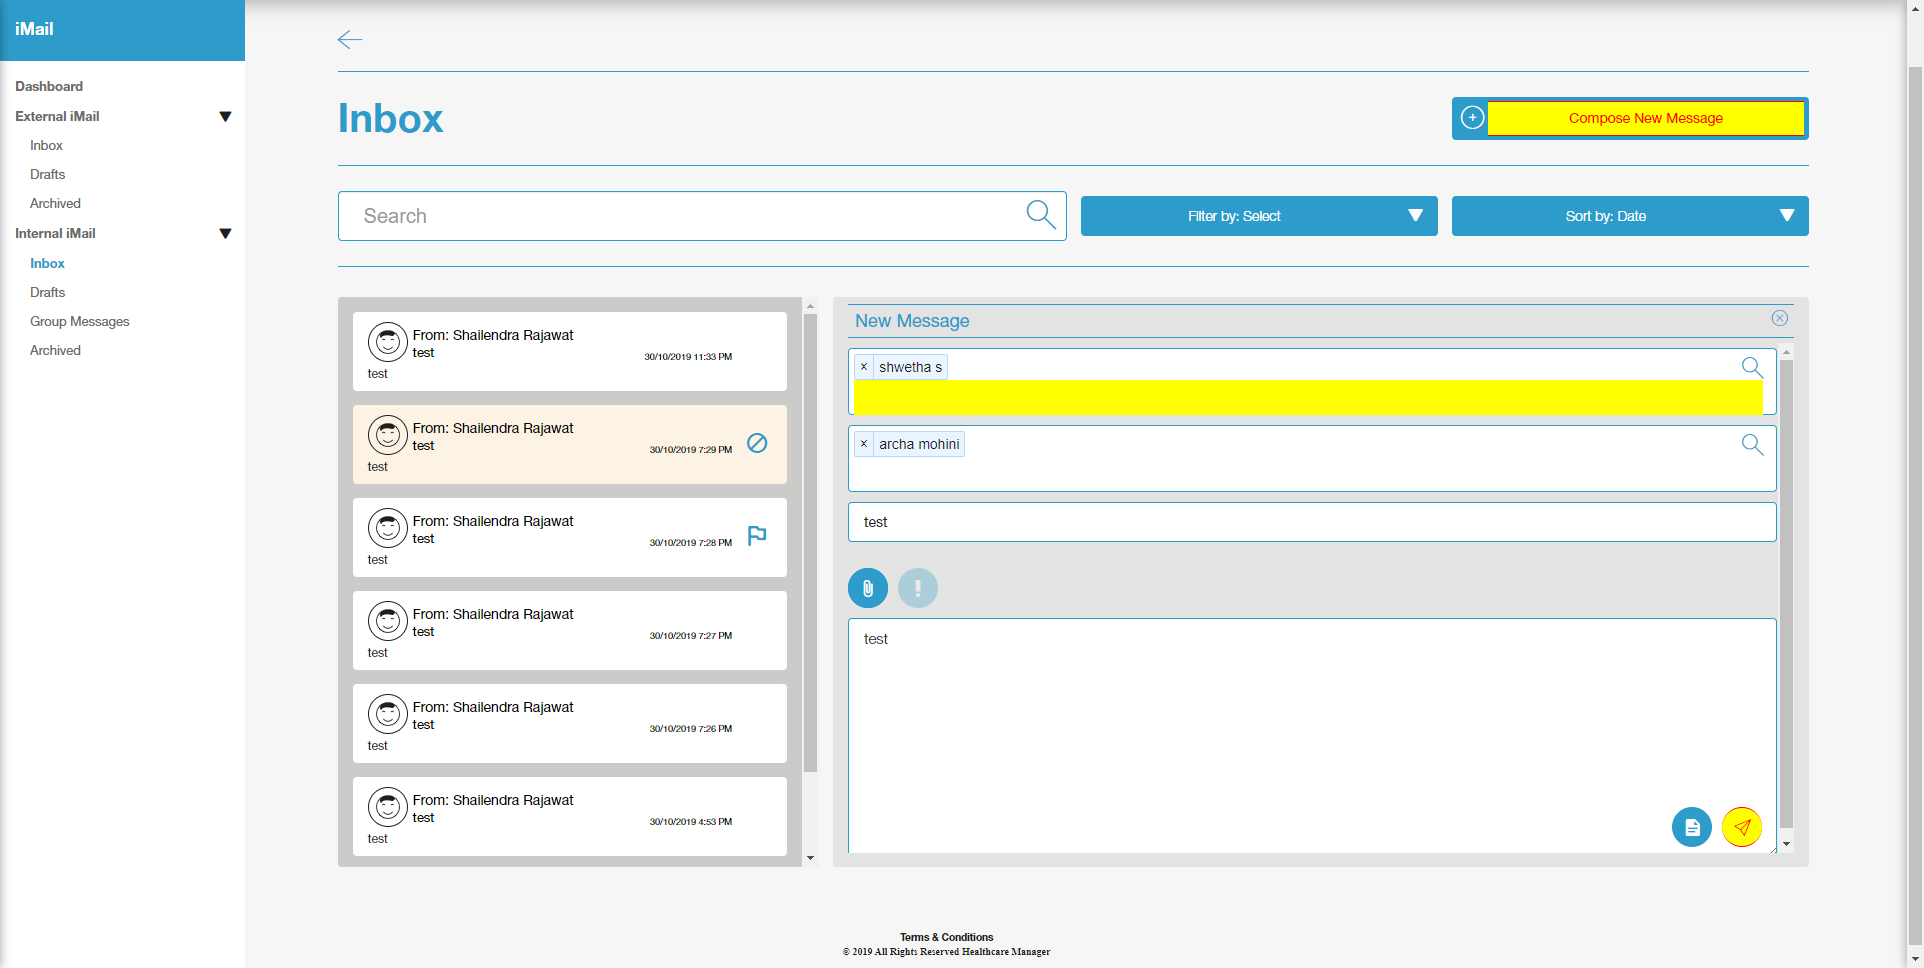 iMail
Dashboard
External iMail
Inbox
Drafts
Archived
Internal iMail
Inbox
Drafts
Group Messages
Archived
Inbox
Compose New Message
Search
Filter by: Select
Sort by: Date
From: Shailendra Rajawat
test
30/10/2019 11:33 PM
test
From: Shailendra Rajawat
test
30/10/2019 7:29 PM
test
From: Shailendra Rajawat
test
30/10/2019 7:28 PM
test
From: Shailendra Rajawat
test
30/10/2019 7:27 PM
test
From: Shailendra Rajawat
test
30/10/2019 7:26 PM
test
From: Shailendra Rajawat
test
30/10/2019 4:53 PM
test
New Message
× shwetha s
× archa mohini
test
test
Terms & Conditions
© 2019 All Rights Reserved Healthcare Manager